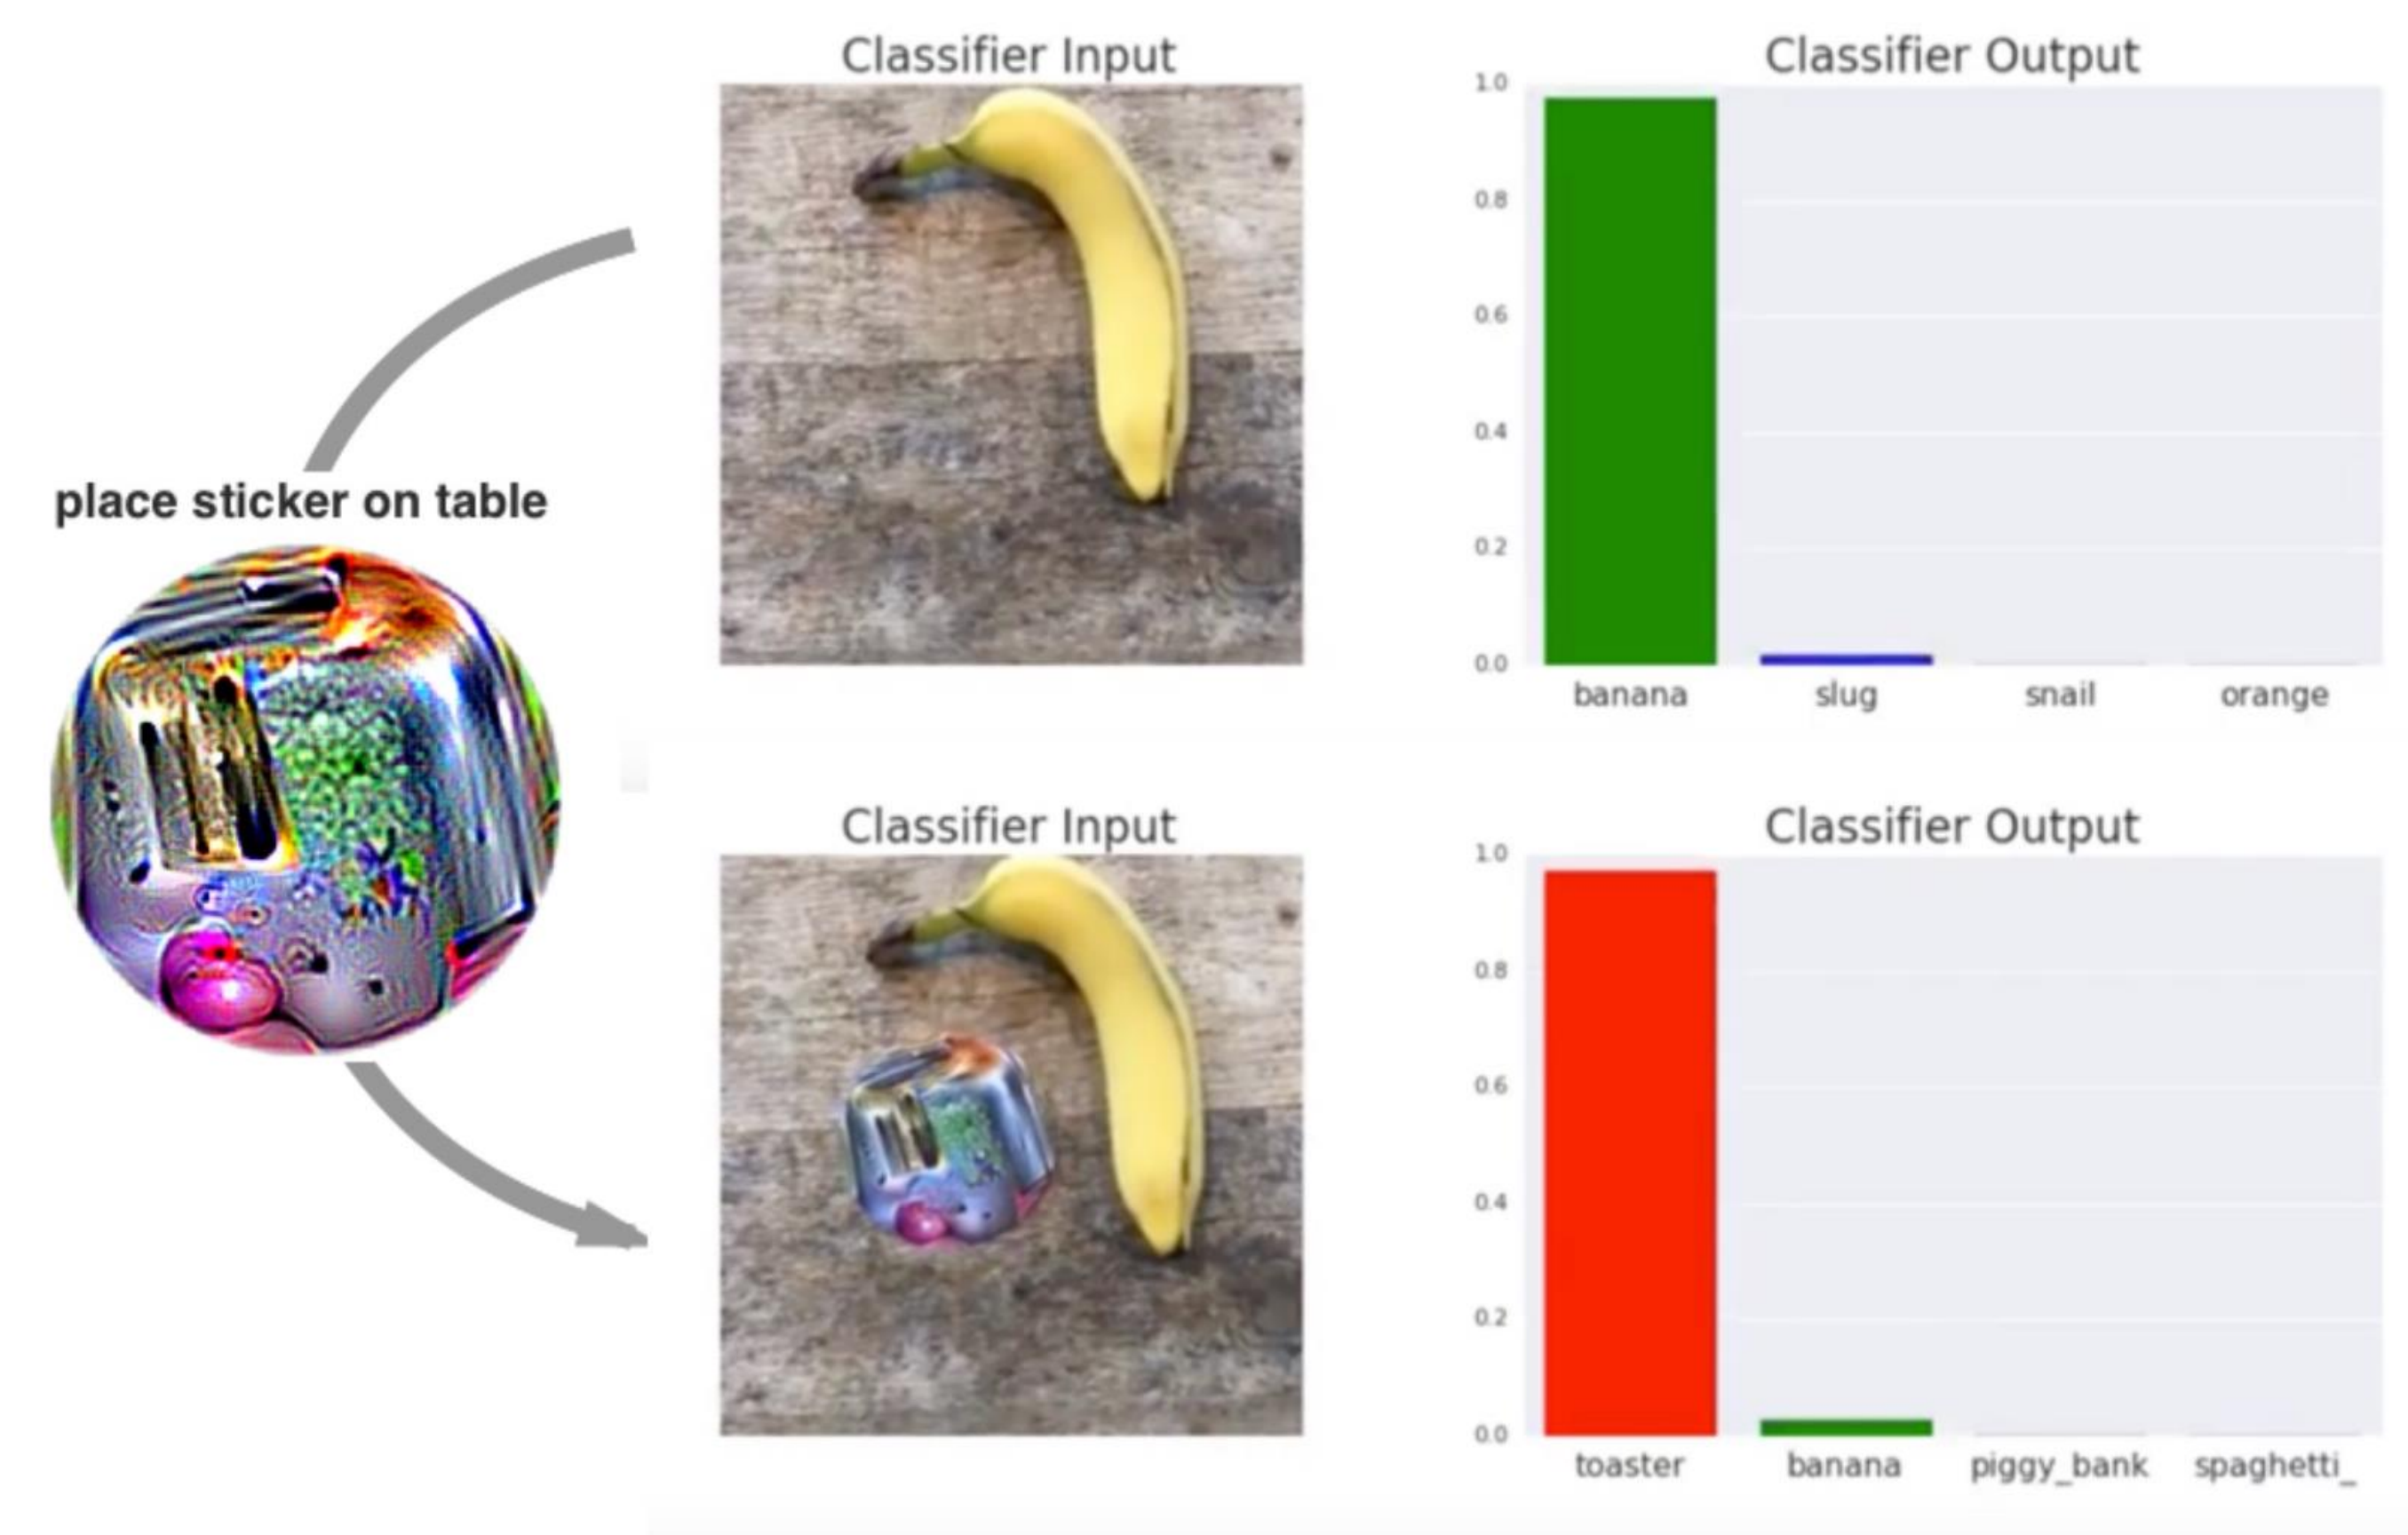 place sticker on table
Classifier Input
Classifier Output
1.0
0.8
0.6
0.4
0.2
0.0
banana slug snail orange
Classifier Input
Classifier Output
1.0
0.8
0.6
0.4
0.2
0.0
toaster banana piggy_bank spaghetti_